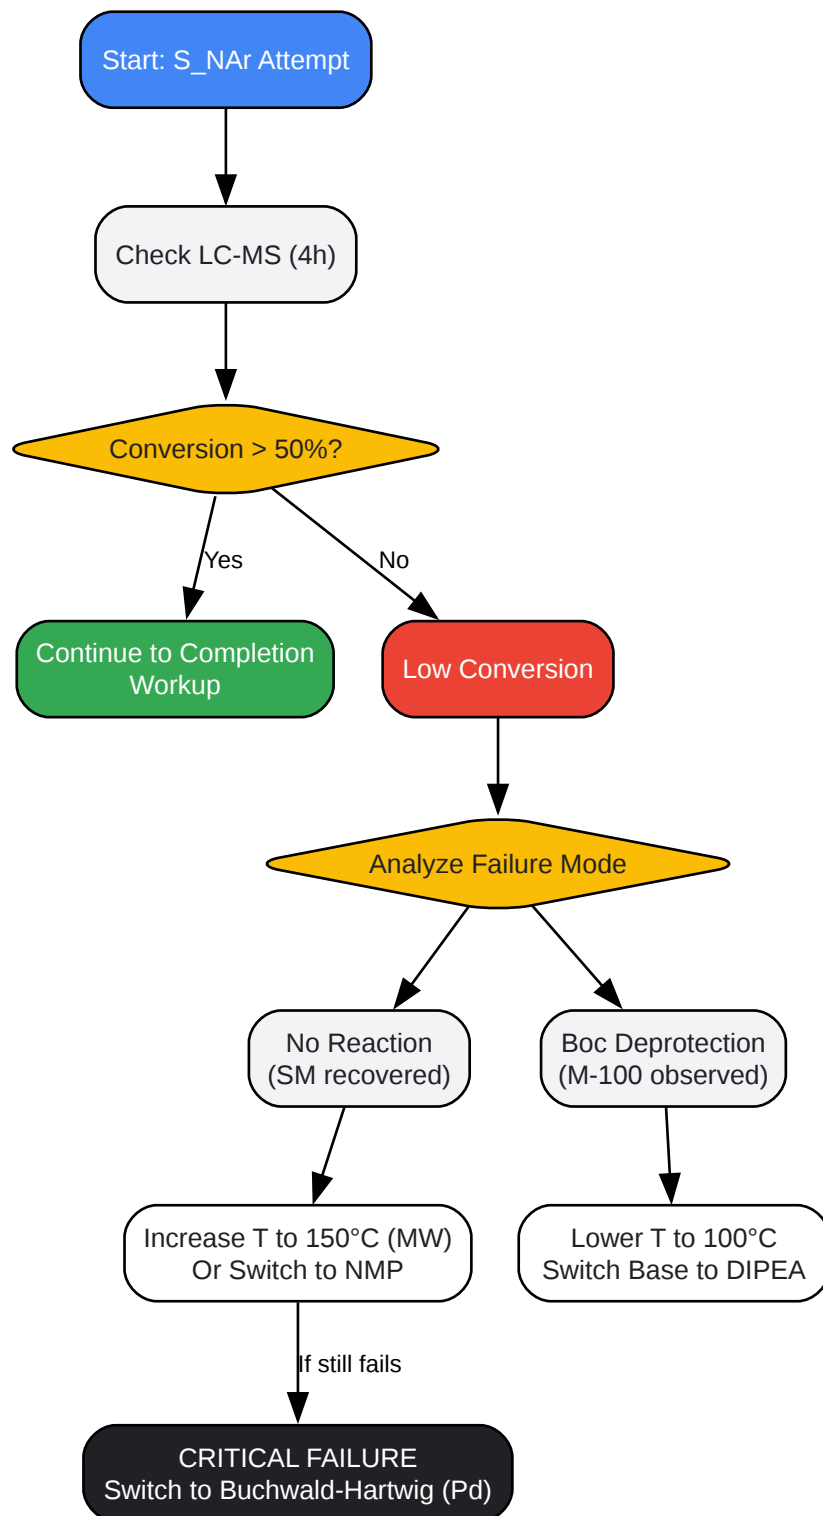 Start: S_NAr Attempt
Check LC-MS (4h)
Conversion > 50%?
Yes
No
Continue to Completion
Workup
Low Conversion
Analyze Failure Mode
No Reaction
(SM recovered)
Boc Deprotection
(M-100 observed)
Increase T to 150°C (MW)
Or Switch to NMP
Lower T to 100°C
Switch Base to DIPEA
If still fails
CRITICAL FAILURE
Switch to Buchwald-Hartwig (Pd)